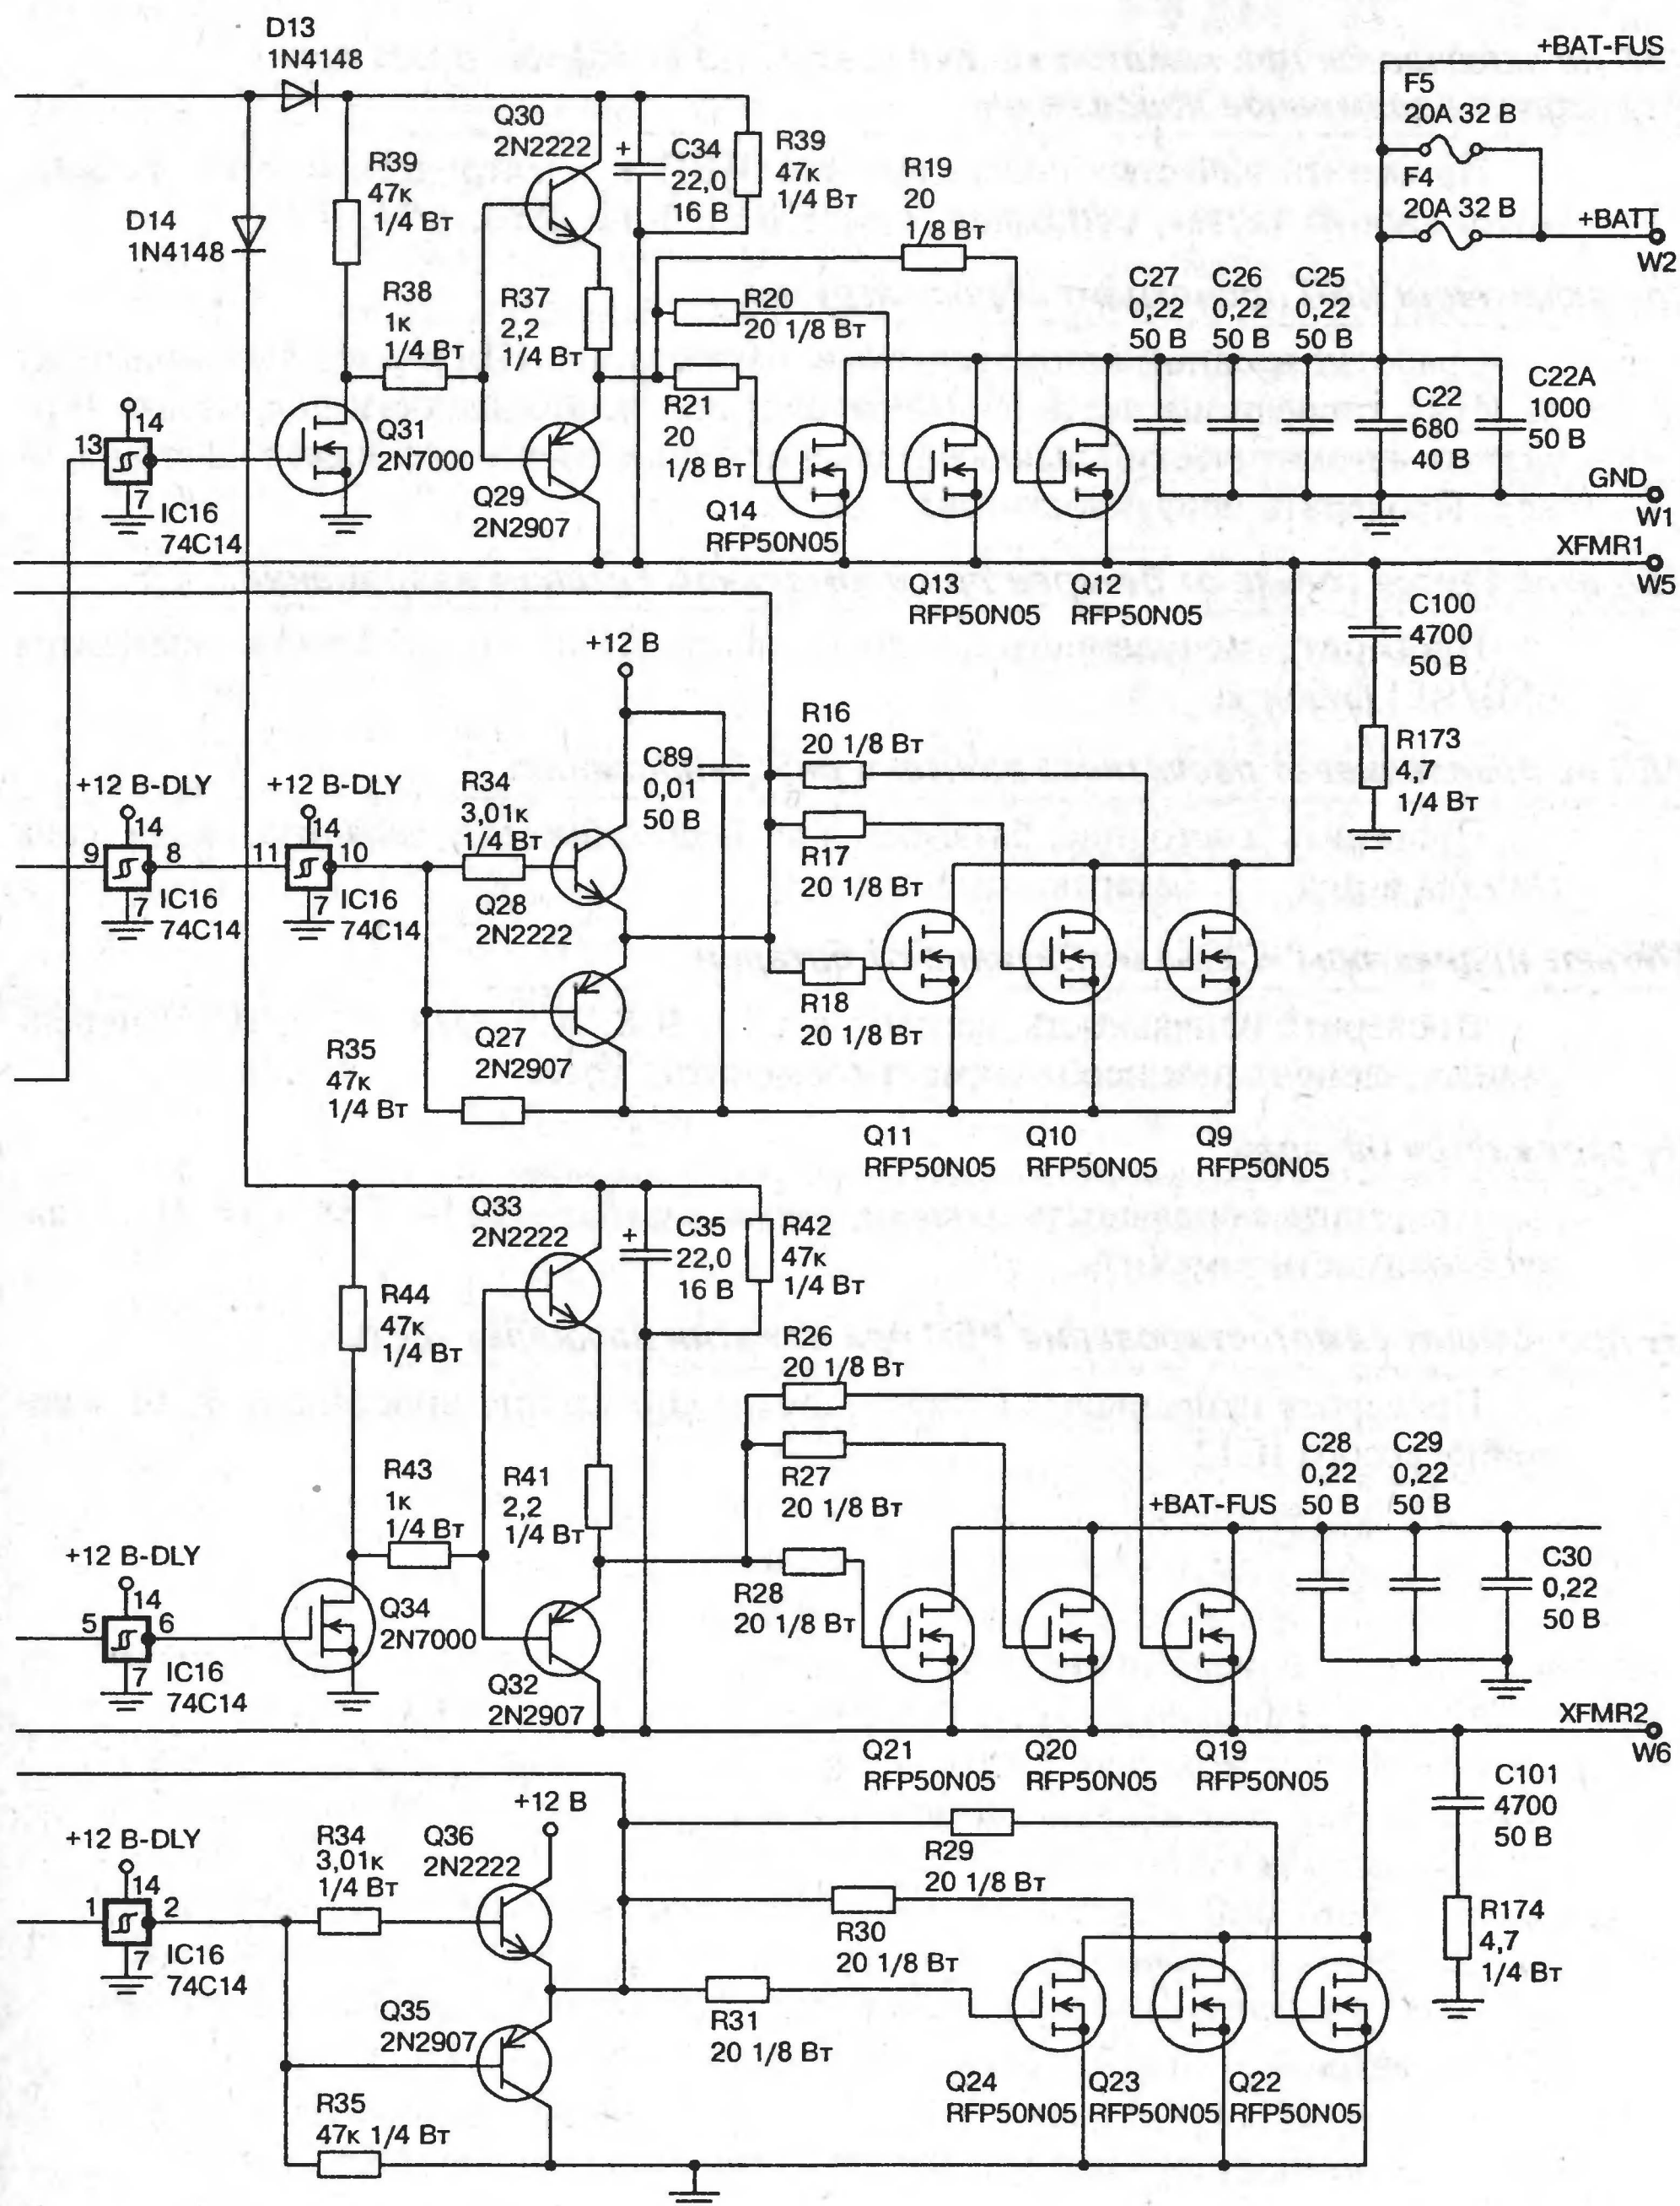 D13
1N4148
D14
1N4148
R39
47к
1/4 Вт
Q30
2N2222
+
C34
22,0
16 В
R39
47к
1/4 Вт
R19
20
1/8 Вт
+BAT-FUS
F5
20A 32 В
F4
20A 32 В
+BATT
W2
R38
1к
1/4 Вт
R37
2,2
1/4 Вт
R20
20 1/8 Вт
C27
0,22
50 В
C26
0,22
50 В
C25
0,22
50 В
C22
680
40 В
C22A
1000
50 В
R21
20
1/8 Вт
14
13
7
IC16
74C14
Q31
2N7000
Q29
2N2907
Q14
RFP50N05
GND
W1
XFMR1
W5
Q13
RFP50N05
Q12
RFP50N05
C100
4700
50 В
R173
4,7
1/4 Вт
+12 В
C89
0,01
50 В
R16
20 1/8 Вт
R17
20 1/8 Вт
+12 В-DLY
14
9
8
7
IC16
74C14
+12 В-DLY
14
11
10
7
IC16
74C14
R34
3,01к
1/4 Вт
Q28
2N2222
R18
20 1/8 Вт
Q27
2N2907
R35
47к
1/4 Вт
Q11
RFP50N05
Q10
RFP50N05
Q9
RFP50N05
Q33
2N2222
+
C35
22,0
16 В
R42
47к
1/4 Вт
R44
47к
1/4 Вт
R26
20 1/8 Вт
R27
20 1/8 Вт
R43
1к
1/4 Вт
R41
2,2
1/4 Вт
+BAT-FUS
C28
0,22
50 В
C29
0,22
50 В
C30
0,22
50 В
+12 В-DLY
14
5
6
7
IC16
74C14
Q34
2N7000
R28
20 1/8 Вт
Q32
2N2907
XFMR2
W6
Q21
RFP50N05
Q20
RFP50N05
Q19
RFP50N05
C101
4700
50 В
R174
4,7
1/4 Вт
+12 В
+12 В-DLY
14
1
2
7
IC16
74C14
R34
3,01к
1/4 Вт
Q36
2N2222
R29
20 1/8 Вт
R30
20 1/8 Вт
Q35
2N2907
R31
20 1/8 Вт
R35
47к 1/4 Вт
Q24
RFP50N05
Q23
RFP50N05
Q22
RFP50N05